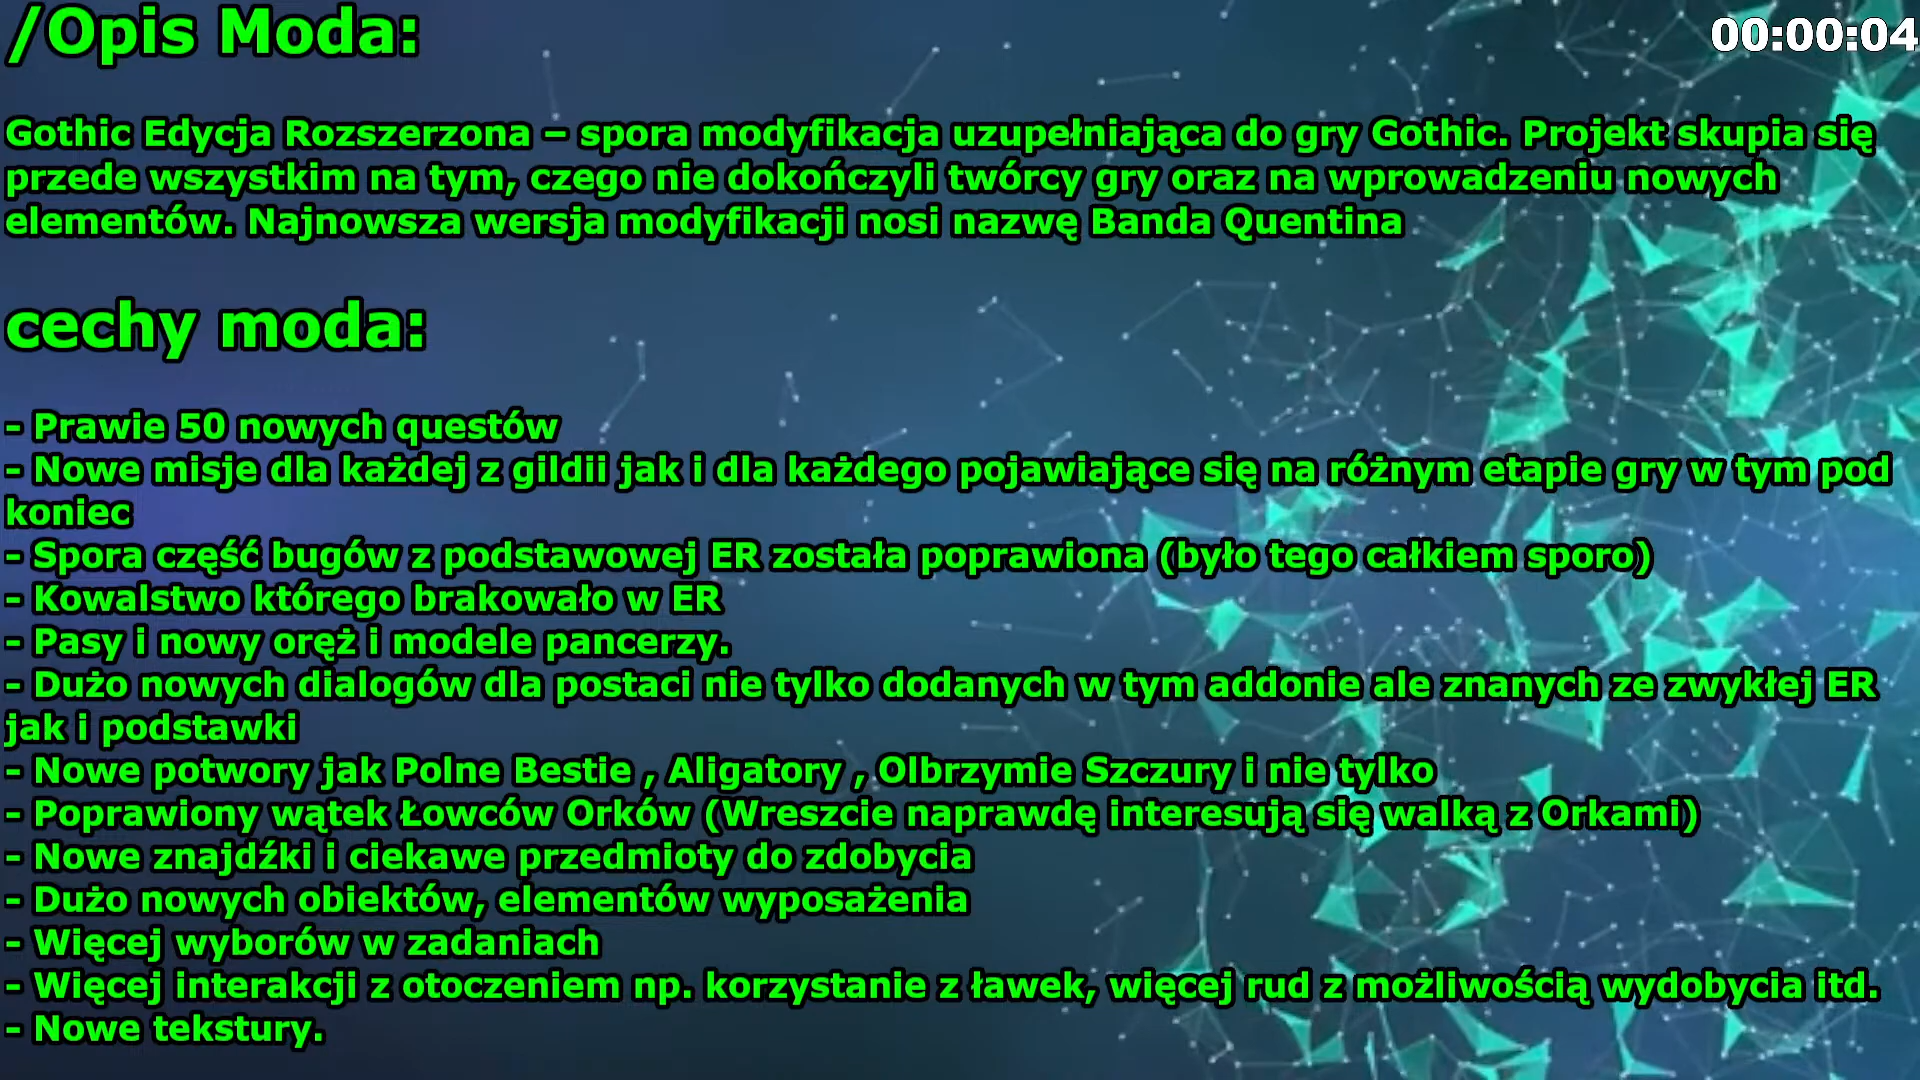 /Opis Moda:
00:00:04
Gothic Edycja Rozszerzona – spora modyfikacja uzupełniająca do gry Gothic. Projekt skupia się
przede wszystkim na tym, czego nie dokończyli twórcy gry oraz na wprowadzeniu nowych
elementów. Najnowsza wersja modyfikacji nosi nazwę Banda Quentina
cechy moda:
- Prawie 50 nowych questów
- Nowe misje dla każdej z gildii jak i dla każdego pojawiające się na różnym etapie gry w tym pod
koniec
- Spora część bugów z podstawowej ER została poprawiona (było tego całkiem sporo)
- Kowalstwo którego brakowało w ER
- Pasy i nowy oręż i modele pancerzy.
- Dużo nowych dialogów dla postaci nie tylko dodanych w tym addonie ale znanych ze zwykłej ER
jak i podstawki
- Nowe potwory jak Polne Bestie , Aligatory , Olbrzymie Szczury i nie tylko
- Poprawiony wątek Łowców Orków (Wreszcie naprawdę interesują się walką z Orkami)
- Nowe znajdźki i ciekawe przedmioty do zdobycia
- Dużo nowych obiektów, elementów wyposażenia
- Więcej wyborów w zadaniach
- Więcej interakcji z otoczeniem np. korzystanie z ławek, więcej rud z możliwością wydobycia itd.
- Nowe tekstury.